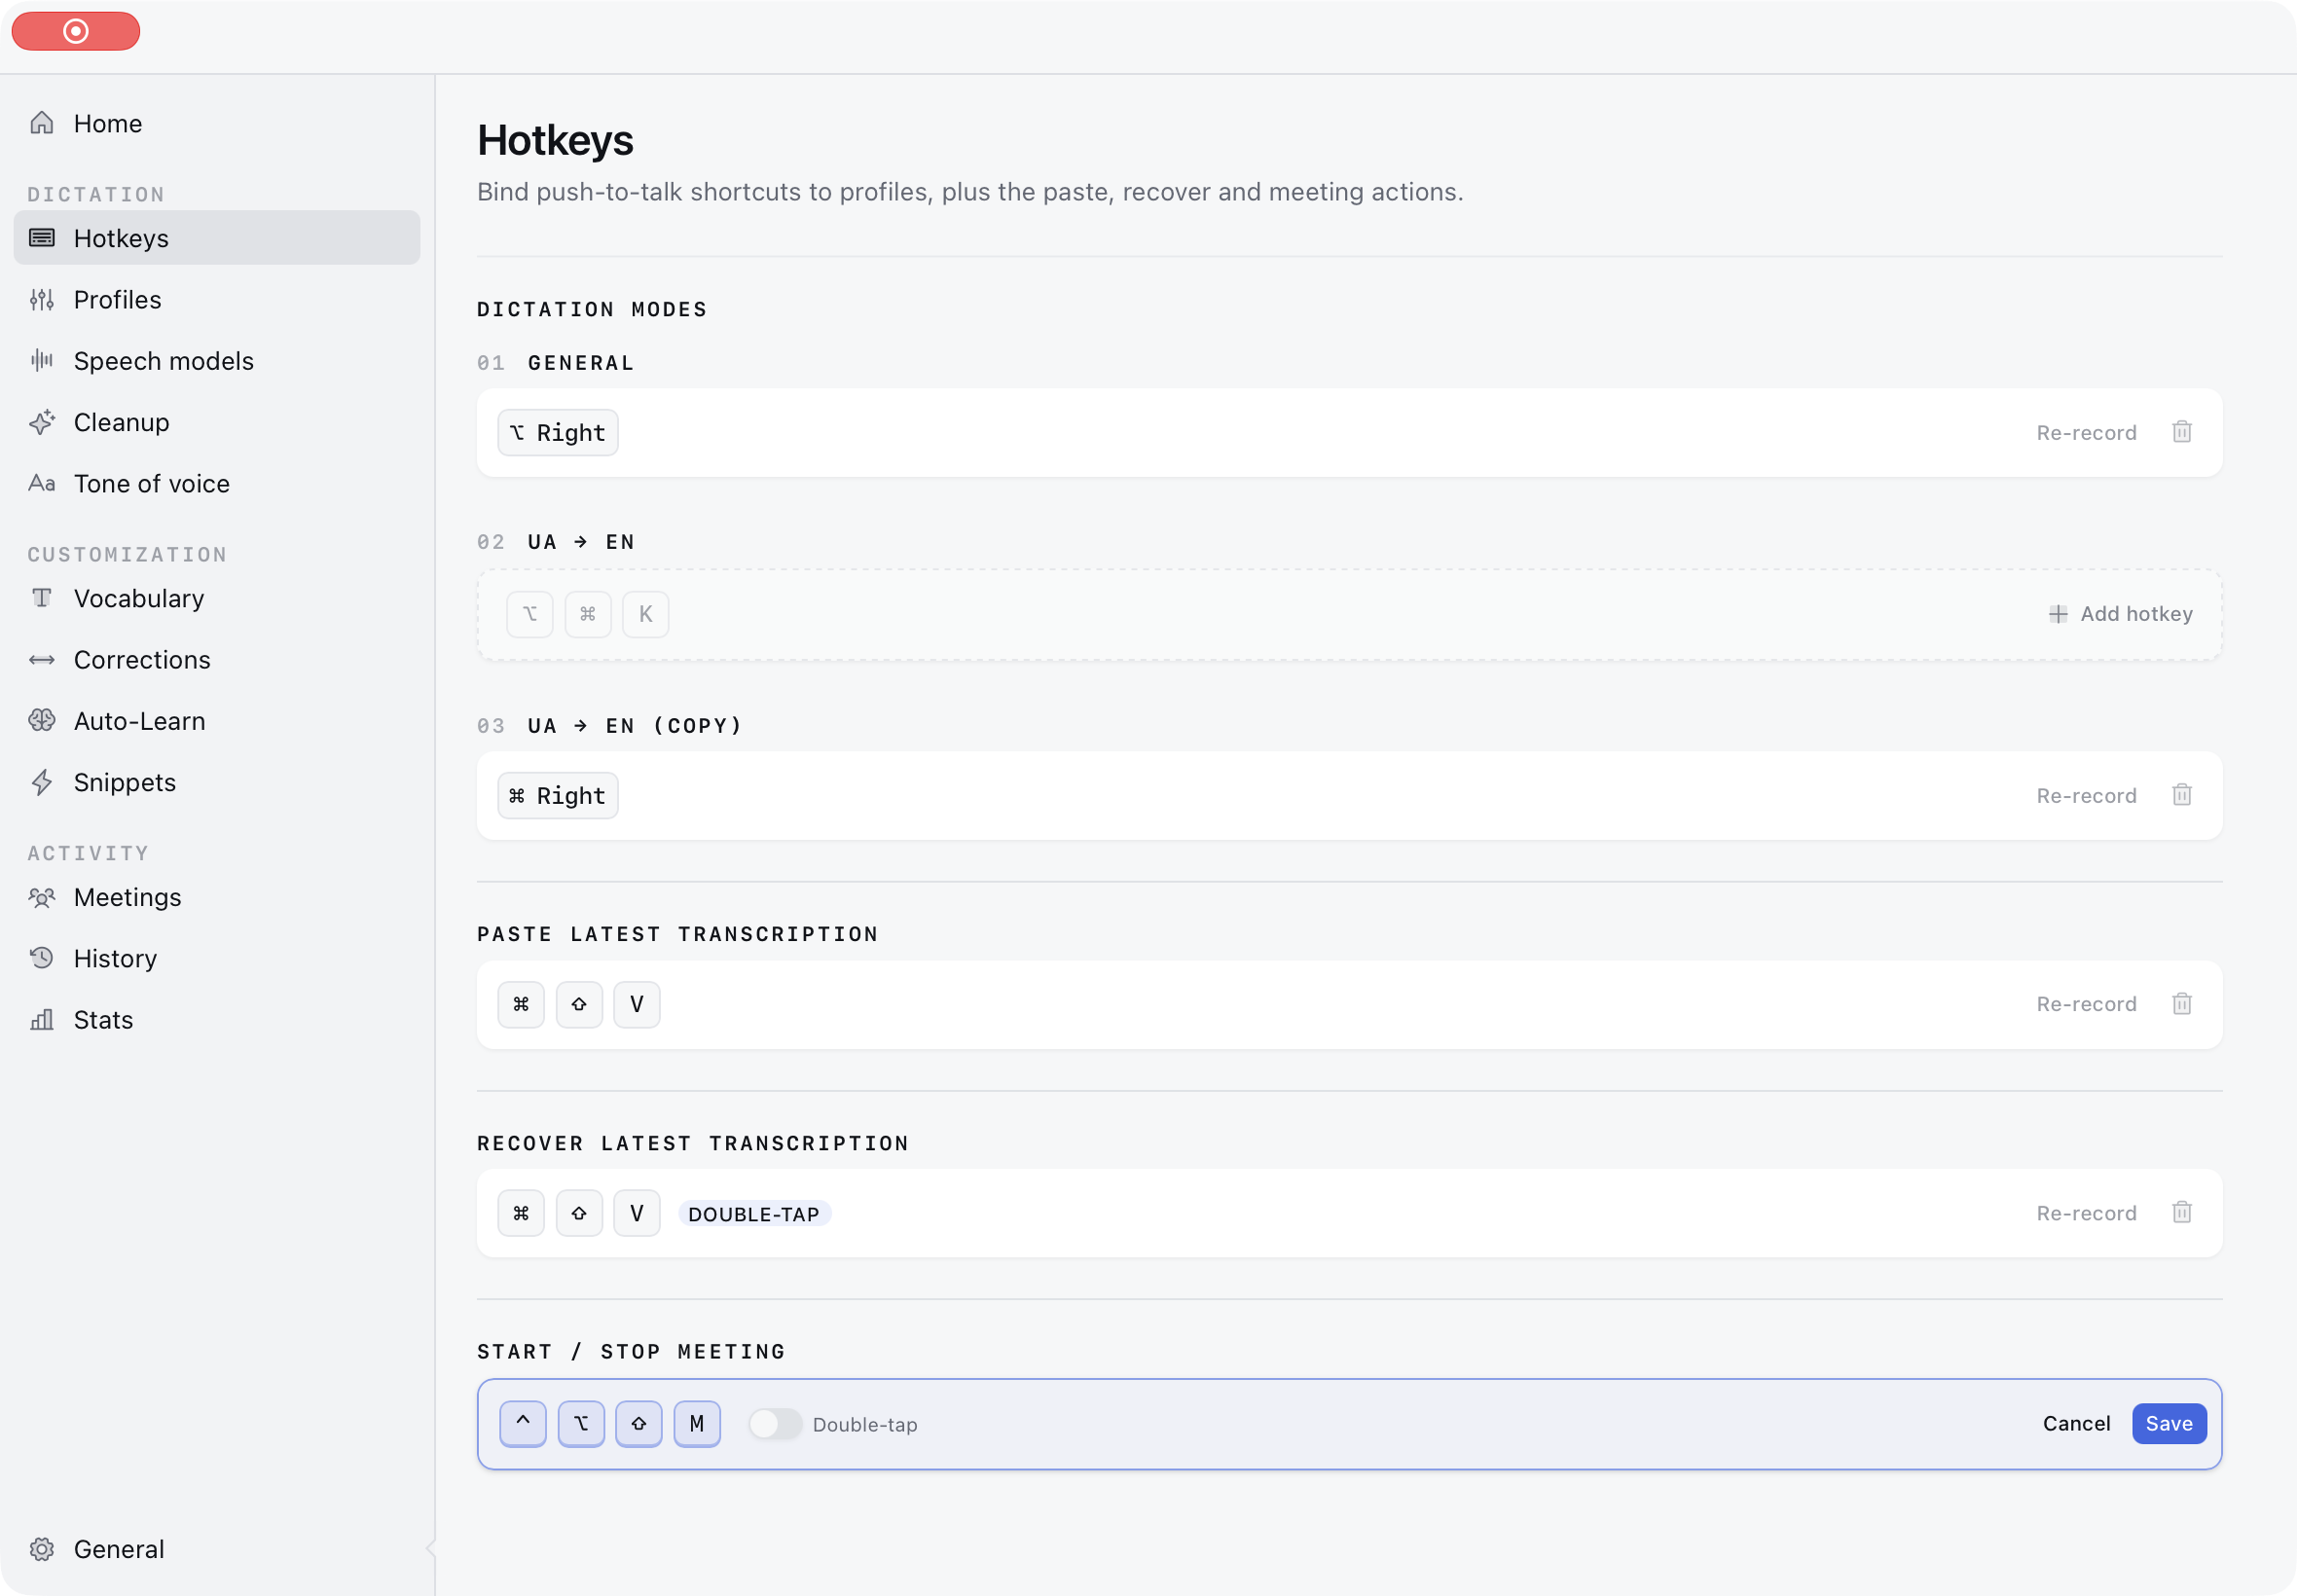 Home
DICTATION
Hotkeys
Profiles
Speech models
Cleanup
Aa Tone of voice
CUSTOMIZATION
Vocabulary
Corrections
Auto-Learn
Snippets
ACTIVITY
Meetings
History
Stats
General
Hotkeys
Bind push-to-talk shortcuts to profiles, plus the paste, recover and meeting actions.
DICTATION MODES
01 GENERAL
⌥ Right Re-record
02 UA → EN
⌥ ⌘ K Add hotkey
03 UA → EN (COPY)
⌘ Right Re-record
PASTE LATEST TRANSCRIPTION
⌘ ⇧ V Re-record
RECOVER LATEST TRANSCRIPTION
⌘ ⇧ V DOUBLE-TAP Re-record
START / STOP MEETING
^ ⌥ ⇧ M Double-tap Cancel Save